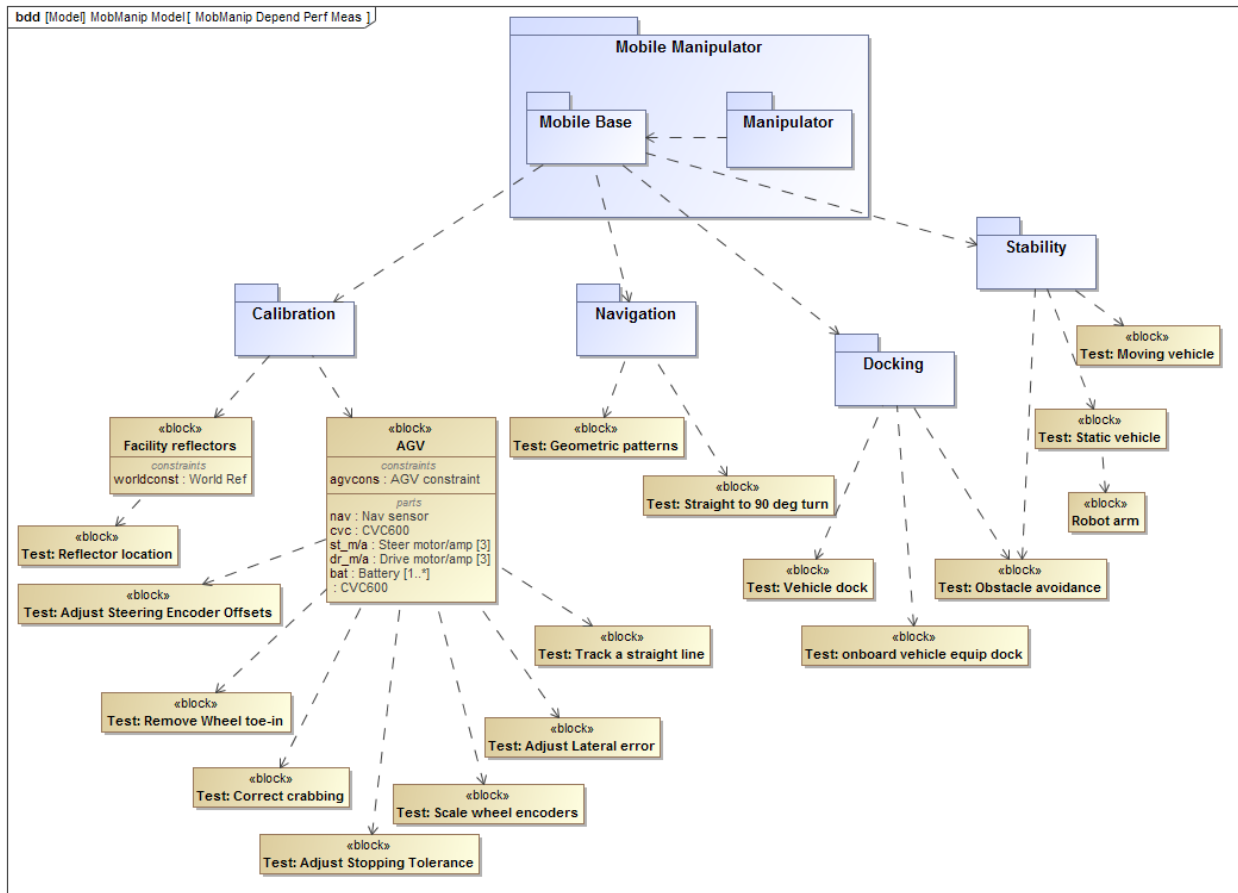 bdd [Model] MobManip Model[ MobManip Depend Perf Meas ]
Mobile Manipulator
Mobile Base
Manipulator
Stability
Calibration
Navigation
Docking
«block»
Test: Moving vehicle
«block»
Facility reflectors
constraints
worldconst : World Ref
«block»
AGV
constraints
agvcons : AGV constraint
parts
nav : Nav sensor
cvc : CVC600
st_m/a : Steer motor/amp [3]
dr_m/a : Drive motor/amp [3]
bat : Battery [1..*]
: CVC600
«block»
Test: Geometric patterns
«block»
Test: Static vehicle
«block»
Test: Straight to 90 deg turn
«block»
Robot arm
«block»
Test: Reflector location
«block»
Test: Vehicle dock
«block»
Test: Obstacle avoidance
«block»
Test: Adjust Steering Encoder Offsets
«block»
Test: Track a straight line
«block»
Test: onboard vehicle equip dock
«block»
Test: Remove Wheel toe-in
«block»
Test: Adjust Lateral error
«block»
Test: Correct crabbing
«block»
Test: Scale wheel encoders
«block»
Test: Adjust Stopping Tolerance